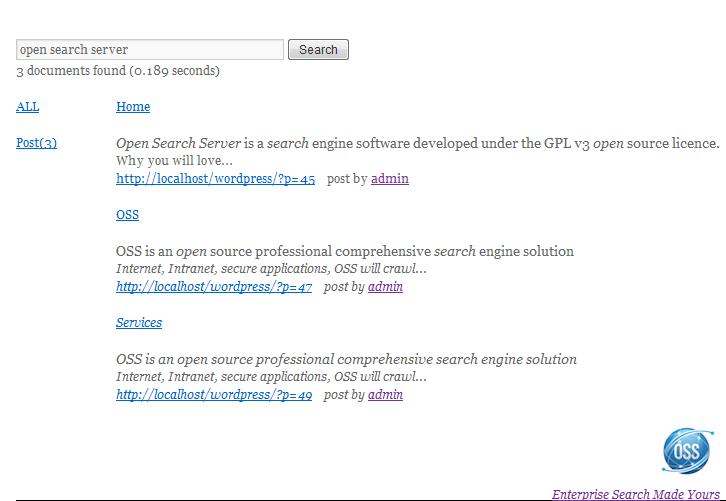 open search server Search
3 documents found (0.189 seconds)
ALL Home
Post(3) Open Search Server is a search engine software developed under the GPL v3 open source licence.
Why you will love...
http://localhost/wordpress/?p=45 post by admin
OSS
OSS is an open source professional comprehensive search engine solution
Internet, Intranet, secure applications, OSS will crawl...
http://localhost/wordpress/?p=47 post by admin
Services
OSS is an open source professional comprehensive search engine solution
Internet, Intranet, secure applications, OSS will crawl...
http://localhost/wordpress/?p=49 post by admin
OSS
Enterprise Search Made Yours